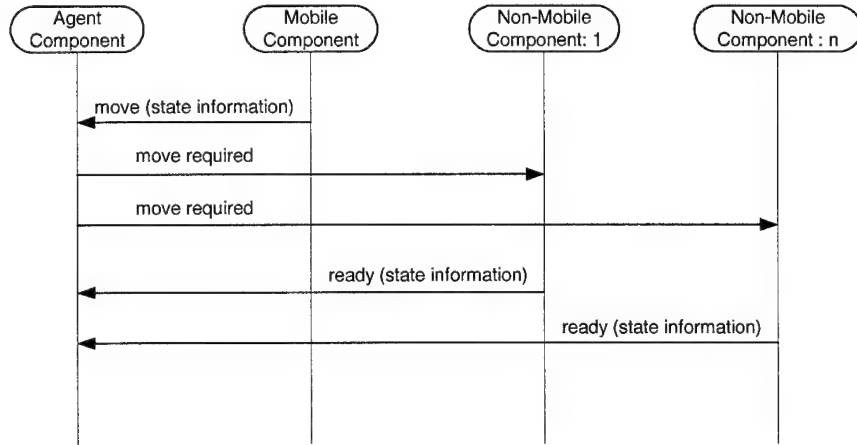 Agent
Component
Mobile
Component
Non-Mobile
Component: 1
Non-Mobile
Component : n
move (state information)
move required
move required
ready (state information)
ready (state information)